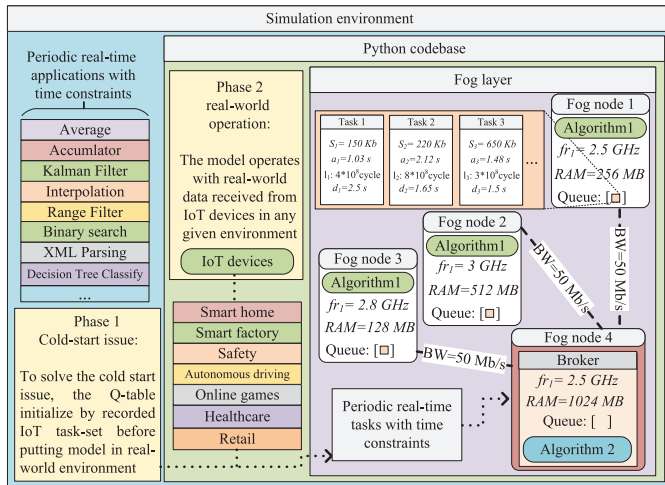 Simulation environment
Periodic real-time
applications with
time constraints
Average
Accumlator
Kalman Filter
Interpolation
Range Filter
Binary search
XML Parsing
Decision Tree Classify
...
Phase 1
Cold-start issue:
To solve the cold start
issue, the Q-table
initialize by recorded
IoT task-set before
putting model in real-
world environment
Python codebase
Phase 2
real-world
operation:
The model operates
with real-world
data received from
IoT devices in any
given environment
IoT devices
Smart home
Smart factory
Safety
Autonomous driving
Online games
Healthcare
Retail
Fog layer
Task 1
S₁= 150 Kb
a₁=1.03 s
l₁: 4*10⁸cycle
d₁=2.5 s
Task 2
S₂= 220 Kb
a₂=2.12 s
l₂: 8*10⁸cycle
d₂=1.65 s
Task 3
S₃= 650 Kb
a₃=1.48 s
l₃: 3*10⁸cycle
d₃=1.5 s
...
Fog node 1
Algorithm1
fr₁= 2.5 GHz
RAM=256 MB
Queue: [ ]
Fog node 2
Algorithm1
fr₁= 3 GHz
RAM=512 MB
Queue: [ ]
Fog node 3
Algorithm1
fr₁= 2.8 GHz
RAM=128 MB
Queue: [ ]
BW=50 Mb/s
BW=50 Mb/s
BW=50 Mb/s
Fog node 4
Broker
fr₁= 2.5 GHz
RAM=1024 MB
Queue: [ ]
Algorithm 2
Periodic real-time
tasks with time
constraints